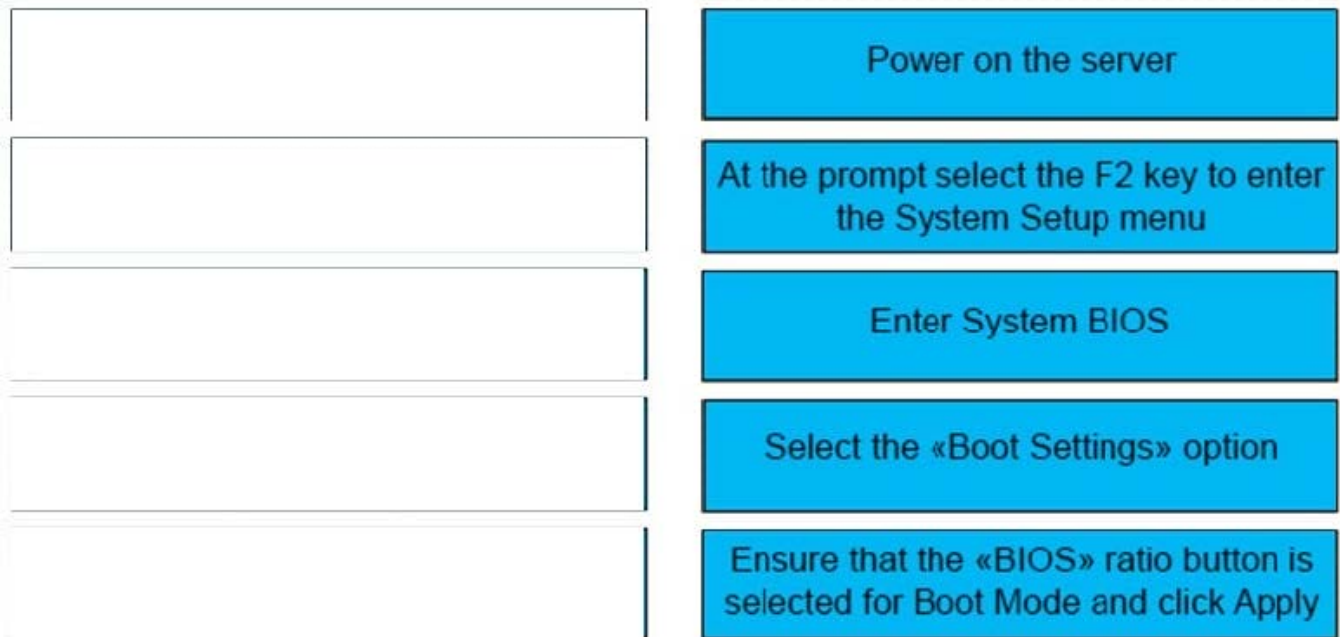 Power on the server
At the prompt select the F2 key to enter
the System Setup menu
Enter System BIOS
Select the «Boot Settings» option
Ensure that the «BIOS» ratio button is
selected for Boot Mode and click Apply